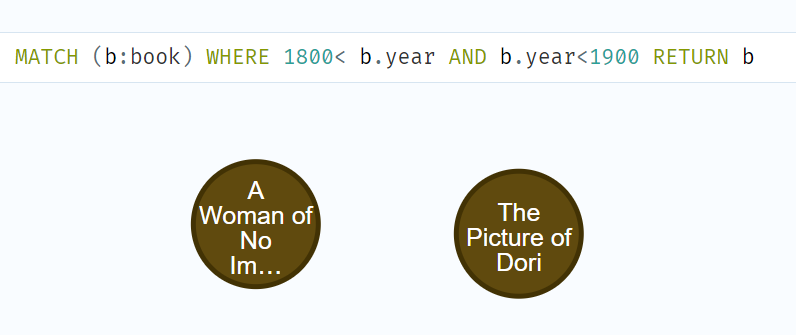 MATCH (b:book) WHERE 1800< b.year AND b.year<1900 RETURN b
A
Woman of
No
Im...
The
Picture of
Dori